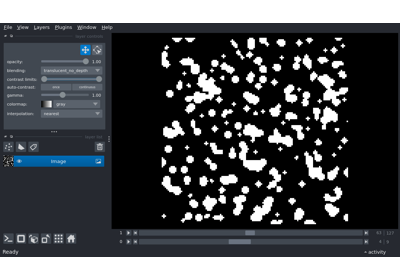 File View Layers Plugins Window Help
opacity: 1.00
blending: translucent_no_depth
contrast limits:
auto-contrast: once continuous
gamma: 1.00
colormap: gray
interpolation: nearest
Image
1
0
Ready
activity